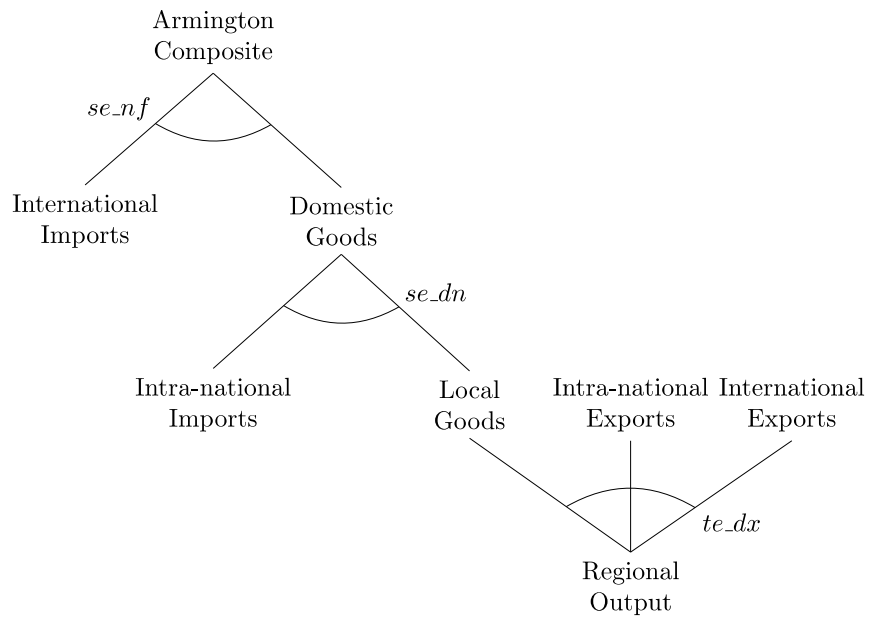 Armington
Composite
se_nf
International
Imports
Domestic
Goods
se_dn
Intra-national
Imports
Local
Goods
Intra-national
Exports
International
Exports
te_dx
Regional
Output